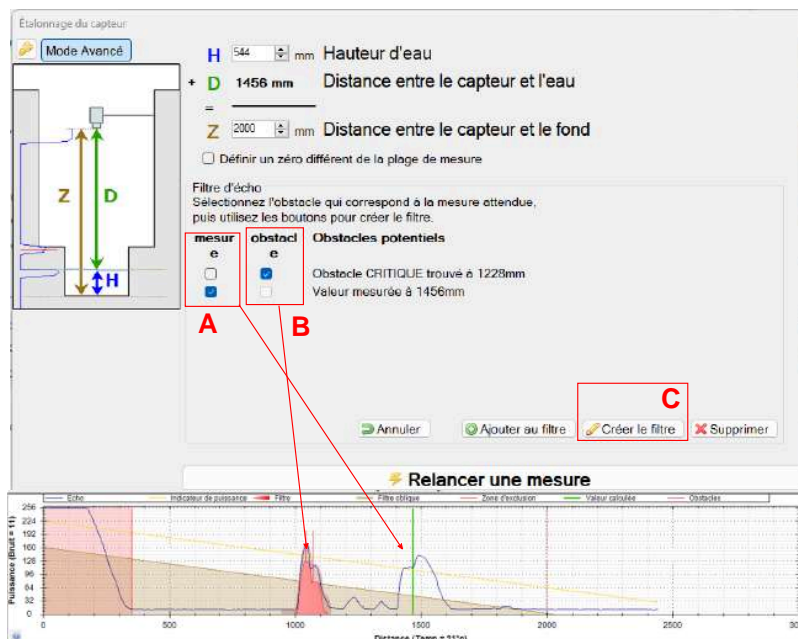 Étalonnage du capteur
Mode Avancé
H 544 mm Hauteur d'eau
+ D 1456 mm Distance entre le capteur et l'eau
=
Z 2000 mm Distance entre le capteur et le fond
Définir un zéro différent de la plage de mesure
Z D
H
Filtre d'écho
Sélectionnez l'obstacle qui correspond à la mesure attendue,
puis utilisez les boutons pour créer le filtre.
mesur obstacl Obstacles potentiels
e e
Obstacle CRITIQUE trouvé à 1228mm
Valeur mesurée à 1456mm
A B
C
Annuler Ajouter au filtre Créer le filtre Supprimer
Relancer une mesure
Echo Indicateur de puissance Filtre Filtre oblique Zone d'exclusion Valeur calculée Obstacles
Puissance (Bruit = 11)
256
224
192
160
128
96
64
32
0
0 500 1000 1500 2000 2500 3000